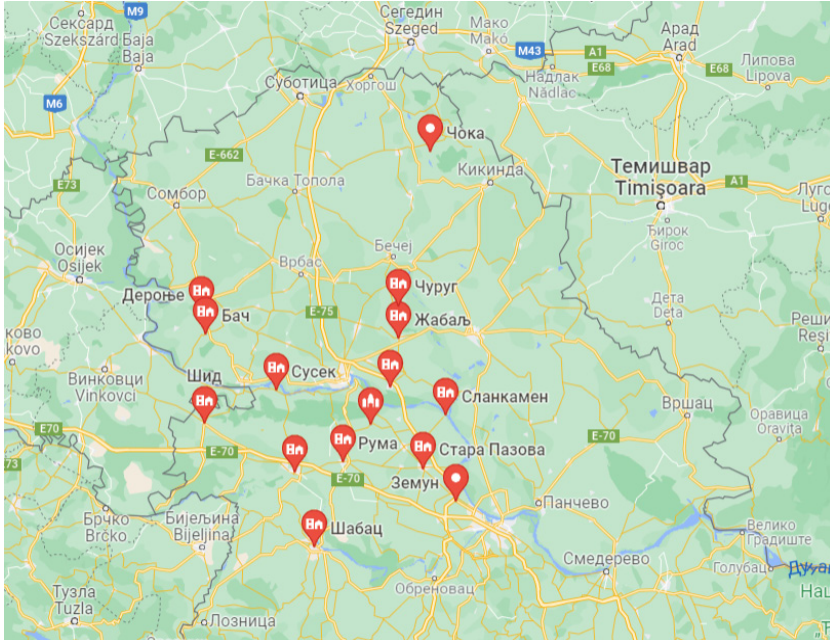 M9
Сегедин
Szeged
Сексард
Szekszárd
Баја
Baja
Мако
Makó
M43
Арад
Arad
A1
E68
E68
Липова
Lipova
Надлак
Nădlac
Суботица
Хоргош
M6
Чока
E-662
Темишвар
Timișoara
A1
E73
Кикинда
Бачка Топола
Сомбор
Ђирок
Giroc
Осијек
Osijek
Бечеј
Врбас
Чуруг
Дероње
Дета
Deta
Бач
E-75
Жабаљ
Шид
Сусек
Винковци
Vinkovci
Сланкамен
Вршац
Оравица
Oravița
E70
E-70
E-70
Рума
Стара Пазова
73
E-70
Земун
Панчево
Брчко
Brčko
Бијељина
Bijeljina
Шабац
Велико
Градиште
Смедерево
Голубац
Обреновац
Тузла
Tuzla
Лозница